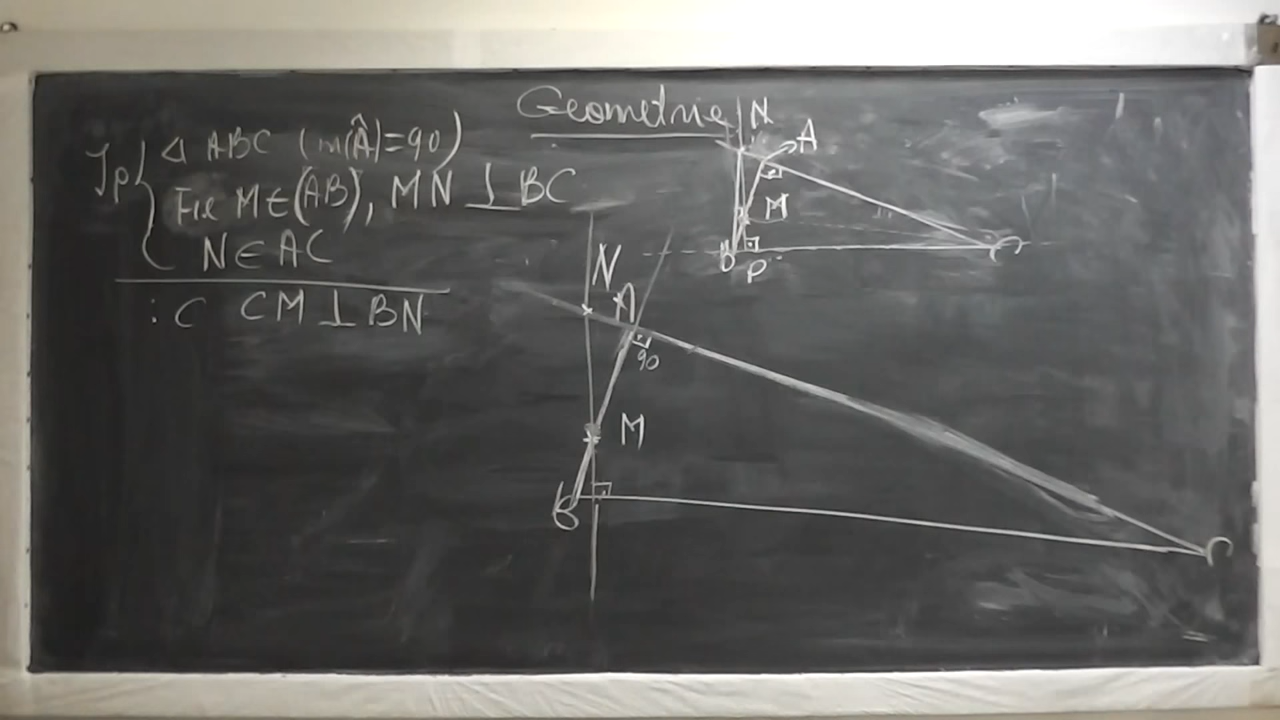 Geometrie
Ip { △ ABC (m(Â)=90)
Fie M∈(AB), MN ⊥ BC
N∈AC
:C CM ⊥ BN
N
A
M
B
P
C
N
A
90
M
B
C